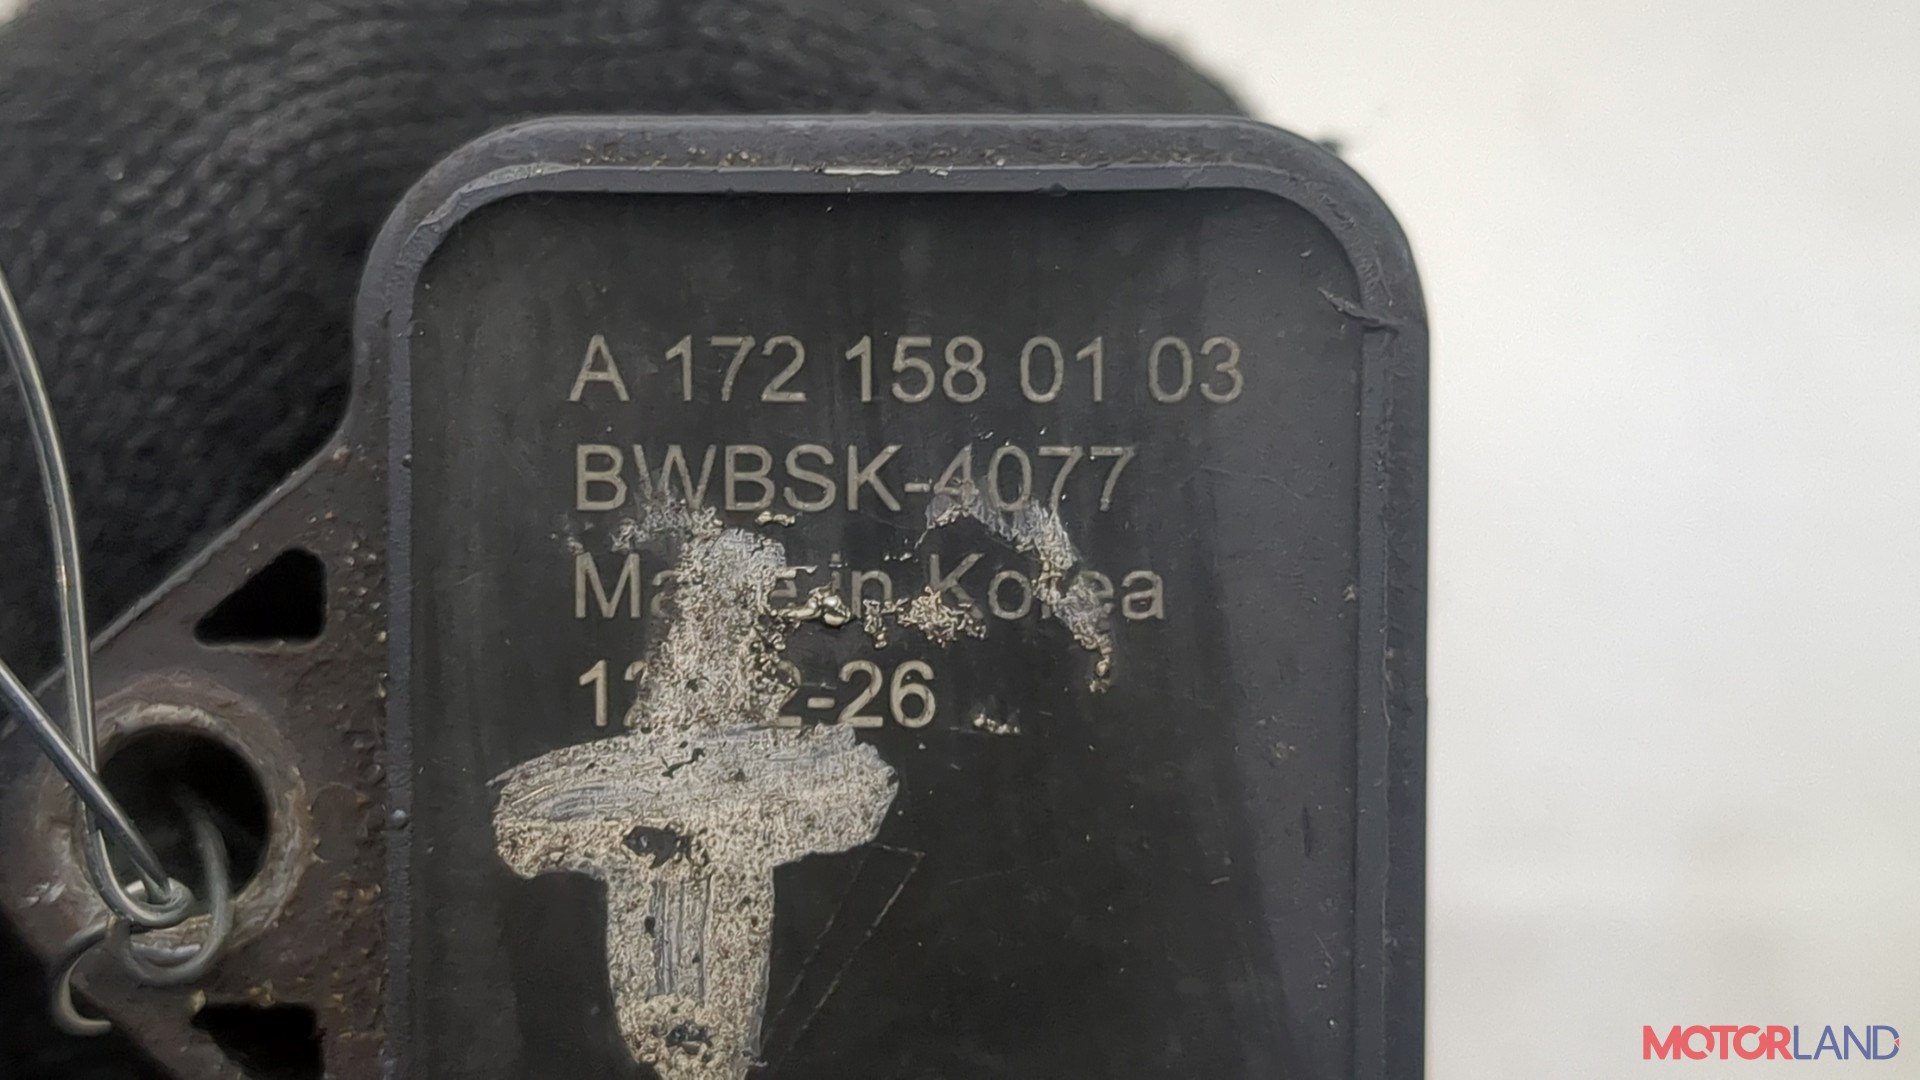 A 172 158 01 03
BWBSK-4077
Made in Korea
MOTORLAND